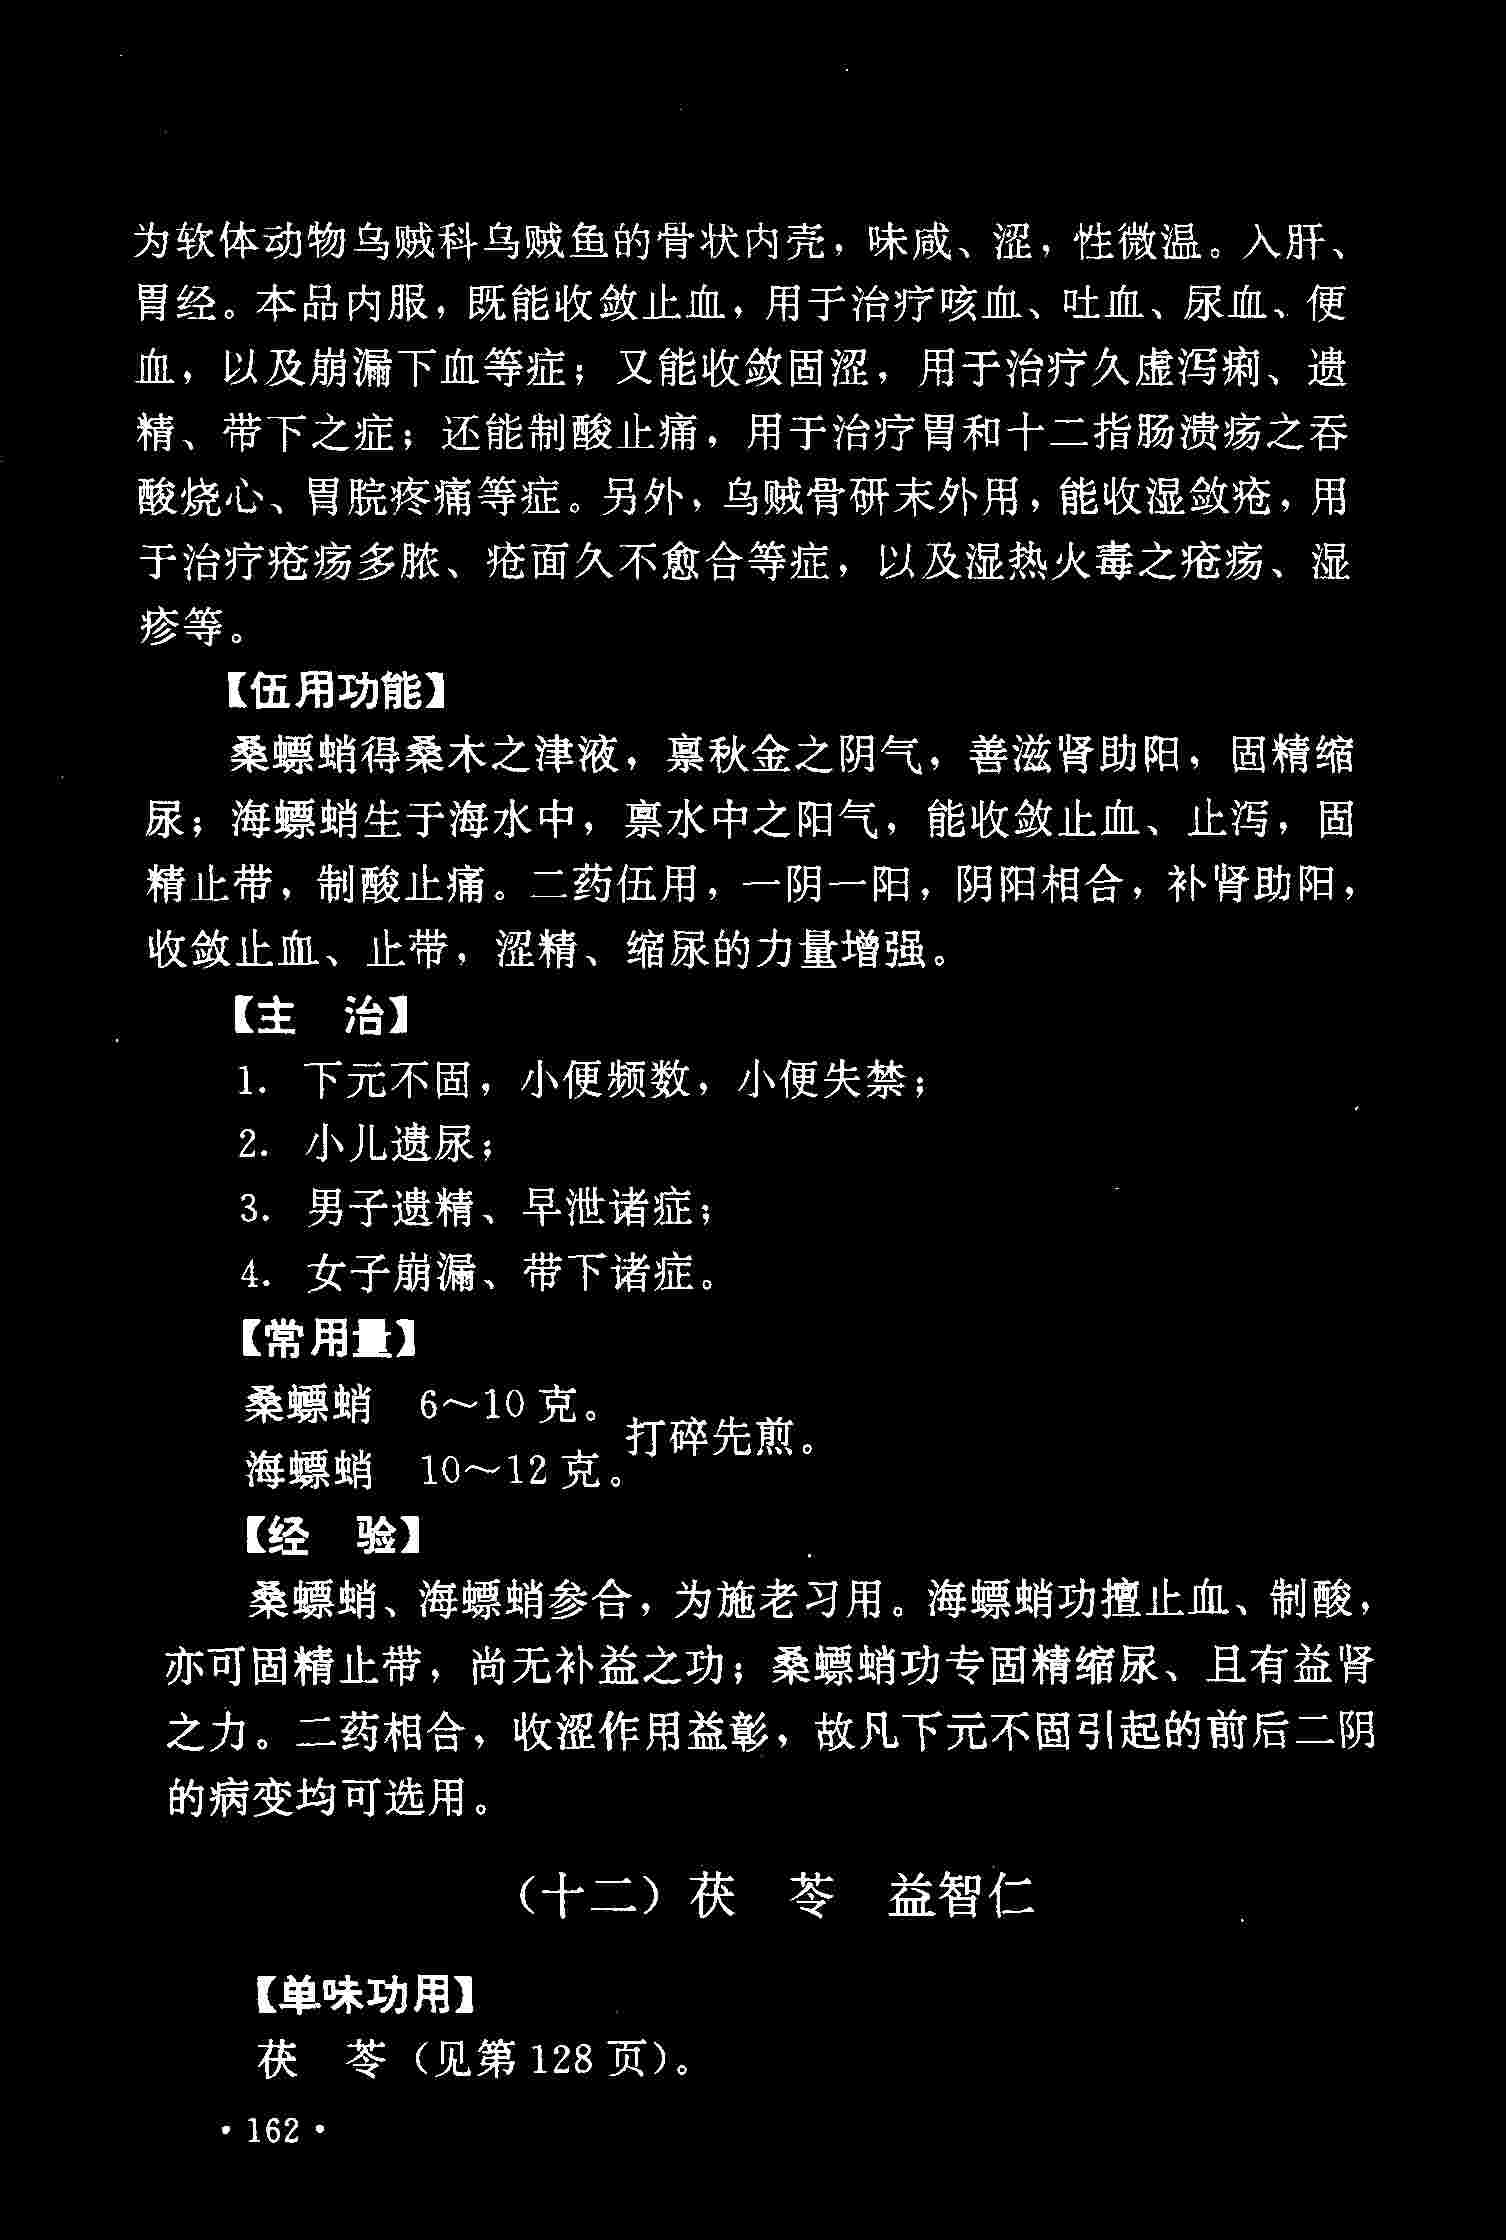 为软体动物乌贼科乌贼鱼的骨状内壳，味咸、涩，性微温。入肝、
胃经。本品内服，既能收敛止血，用于治疗咳血、吐血、尿血、便
血，以及崩漏下血等症；又能收敛固涩，用于治疗久虚泻痢、遗
精、带下之症；还能制酸止痛，用于治疗胃和十二指肠溃疡之吞
酸烧心、胃脘疼痛等症。另外，乌贼骨研末外用，能收湿敛疮，用
于治疗疮疡多脓、疮面久不愈合等症，以及湿热火毒之疮疡、湿
疹等。
【伍用功能】
桑螵蛸得桑木之津液，禀秋金之阴气，善滋肾助阳，固精缩
尿；海螵蛸生于海水中，禀水中之阳气，能收敛止血、止泻，固
精止带，制酸止痛。二药伍用，一阴一阳，阴阳相合，补肾助阳，
收敛止血、止带，涩精、缩尿的力量增强。
【主　治】
1. 下元不固，小便频数，小便失禁；
2. 小儿遗尿；
3. 男子遗精、早泄诸症；
4. 女子崩漏、带下诸症。
【常用量】
桑螵蛸　6～10 克。
打碎先煎。
海螵蛸　10～12 克。
【经　验】
桑螵蛸、海螵蛸参合，为施老习用。海螵蛸功擅止血、制酸，
亦可固精止带，尚无补益之功；桑螵蛸功专固精缩尿、且有益肾
之力。二药相合，收涩作用益彰，故凡下元不固引起的前后二阴
的病变均可选用。
（十二）茯　苓　益智仁
【单味功用】
茯　苓（见第 128 页）。
· 162 ·